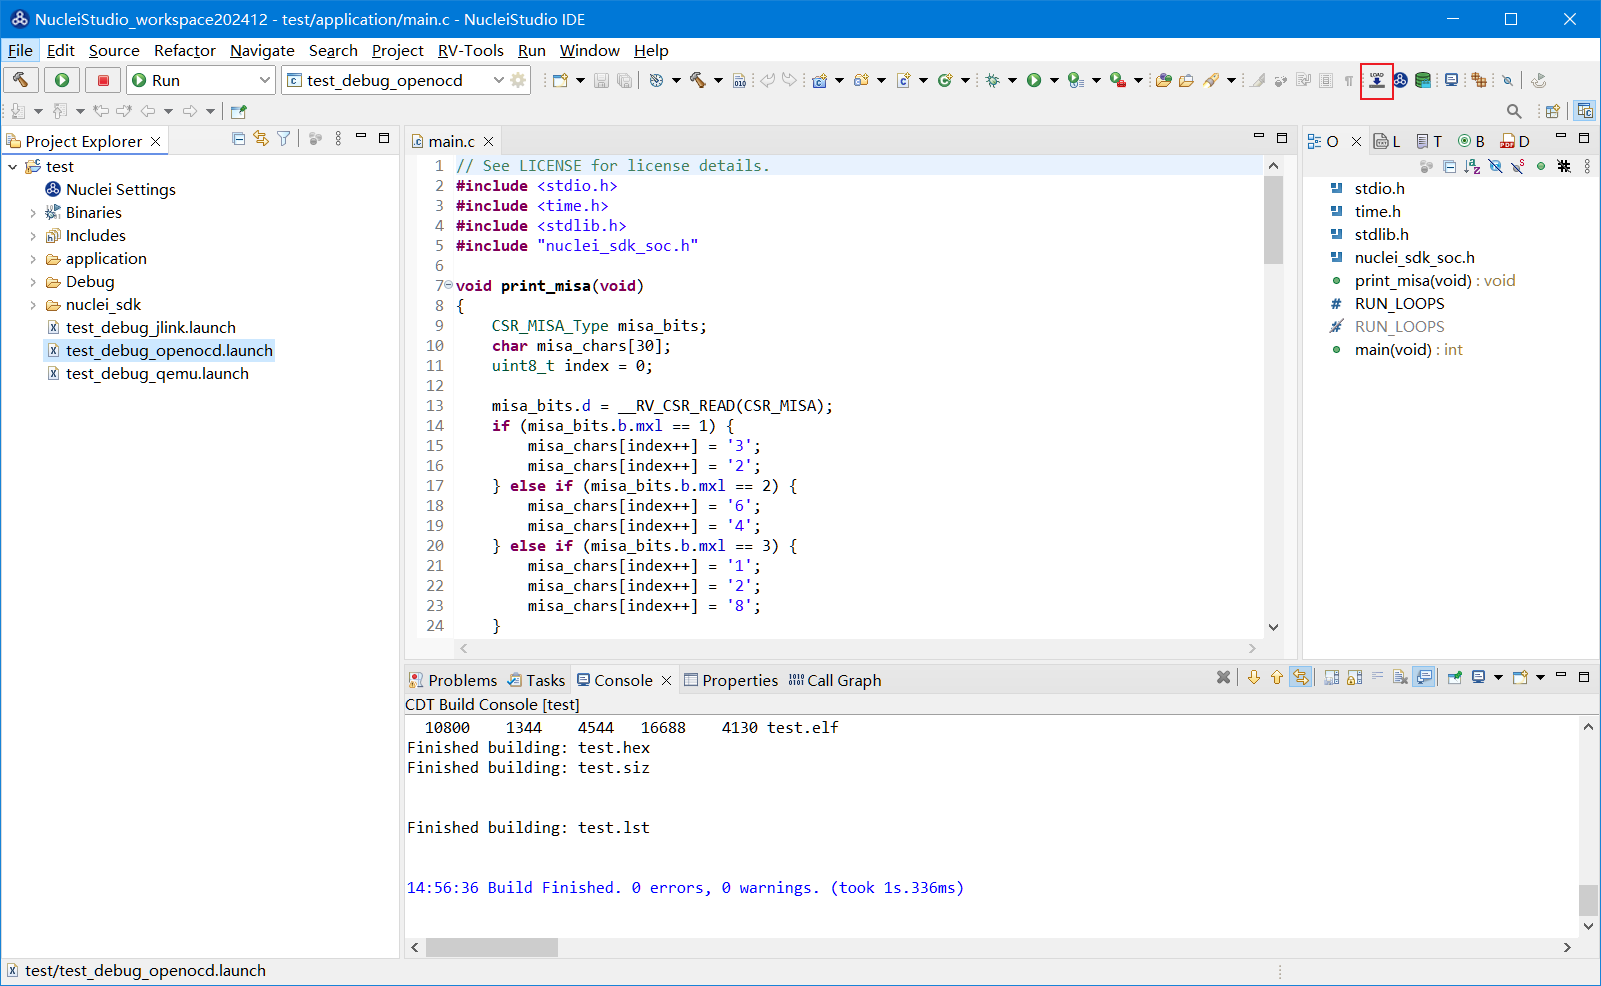 NucleiStudio_workspace202412 - test/application/main.c - NucleiStudio IDE
File Edit Source Refactor Navigate Search Project RV-Tools Run Window Help
Run test_debug_openocd LOAD
Project Explorer
test
Nuclei Settings
Binaries
Includes
application
Debug
nuclei_sdk
test_debug_jlink.launch
test_debug_openocd.launch
test_debug_qemu.launch
main.c
1 // See LICENSE for license details.
2 #include <stdio.h>
3 #include <time.h>
4 #include <stdlib.h>
5 #include "nuclei_sdk_soc.h"
6
7 void print_misa(void)
8 {
9     CSR_MISA_Type misa_bits;
10     char misa_chars[30];
11     uint8_t index = 0;
12
13     misa_bits.d = __RV_CSR_READ(CSR_MISA);
14     if (misa_bits.b.mxl == 1) {
15         misa_chars[index++] = '3';
16         misa_chars[index++] = '2';
17     } else if (misa_bits.b.mxl == 2) {
18         misa_chars[index++] = '6';
19         misa_chars[index++] = '4';
20     } else if (misa_bits.b.mxl == 3) {
21         misa_chars[index++] = '1';
22         misa_chars[index++] = '2';
23         misa_chars[index++] = '8';
24     }
O L T B D
stdio.h
time.h
stdlib.h
nuclei_sdk_soc.h
print_misa(void) : void
RUN_LOOPS
RUN_LOOPS
main(void) : int
Problems Tasks Console Properties Call Graph
CDT Build Console [test]
10800 1344 4544 16688 4130 test.elf
Finished building: test.hex
Finished building: test.siz
Finished building: test.lst
14:56:36 Build Finished. 0 errors, 0 warnings. (took 1s.336ms)
test/test_debug_openocd.launch